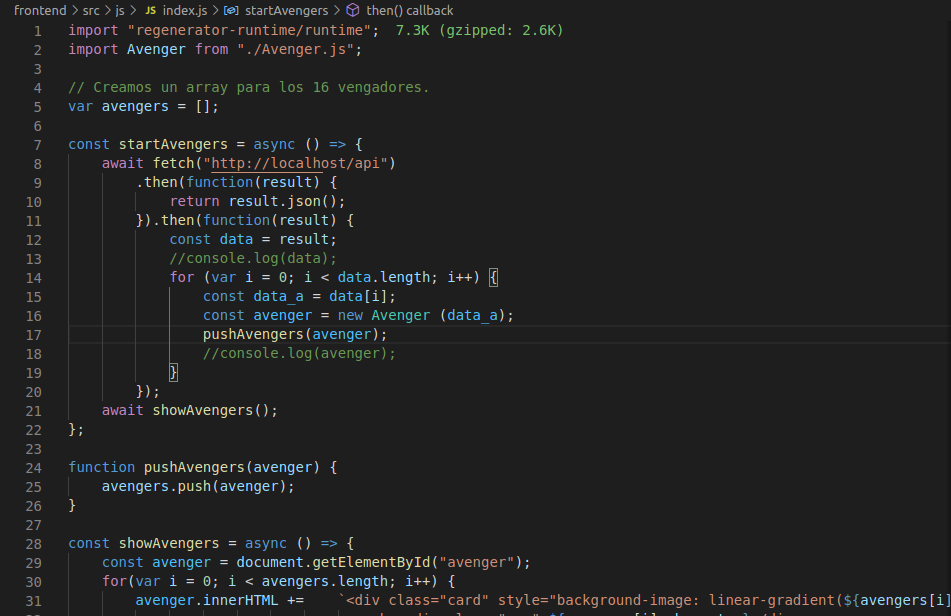 frontend > src > js > JS index.js > startAvengers > then() callback
1 import "regenerator-runtime/runtime"; 7.3K (gzipped: 2.6K)
2 import Avenger from "./Avenger.js";
3
4 // Creamos un array para los 16 vengadores.
5 var avengers = [];
6
7 const startAvengers = async () => {
8     await fetch("http://localhost/api")
9         .then(function(result) {
10             return result.json();
11         }).then(function(result) {
12             const data = result;
13             //console.log(data);
14             for (var i = 0; i < data.length; i++) {
15                 const data_a = data[i];
16                 const avenger = new Avenger (data_a);
17                 pushAvengers(avenger);
18                 //console.log(avenger);
19             }
20         });
21     await showAvengers();
22 };
23
24 function pushAvengers(avenger) {
25     avengers.push(avenger);
26 }
27
28 const showAvengers = async () => {
29     const avenger = document.getElementById("avenger");
30     for(var i = 0; i < avengers.length; i++) {
31         avenger.innerHTML +=    `<div class="card" style="background-image: linear-gradient(${avengers[i]